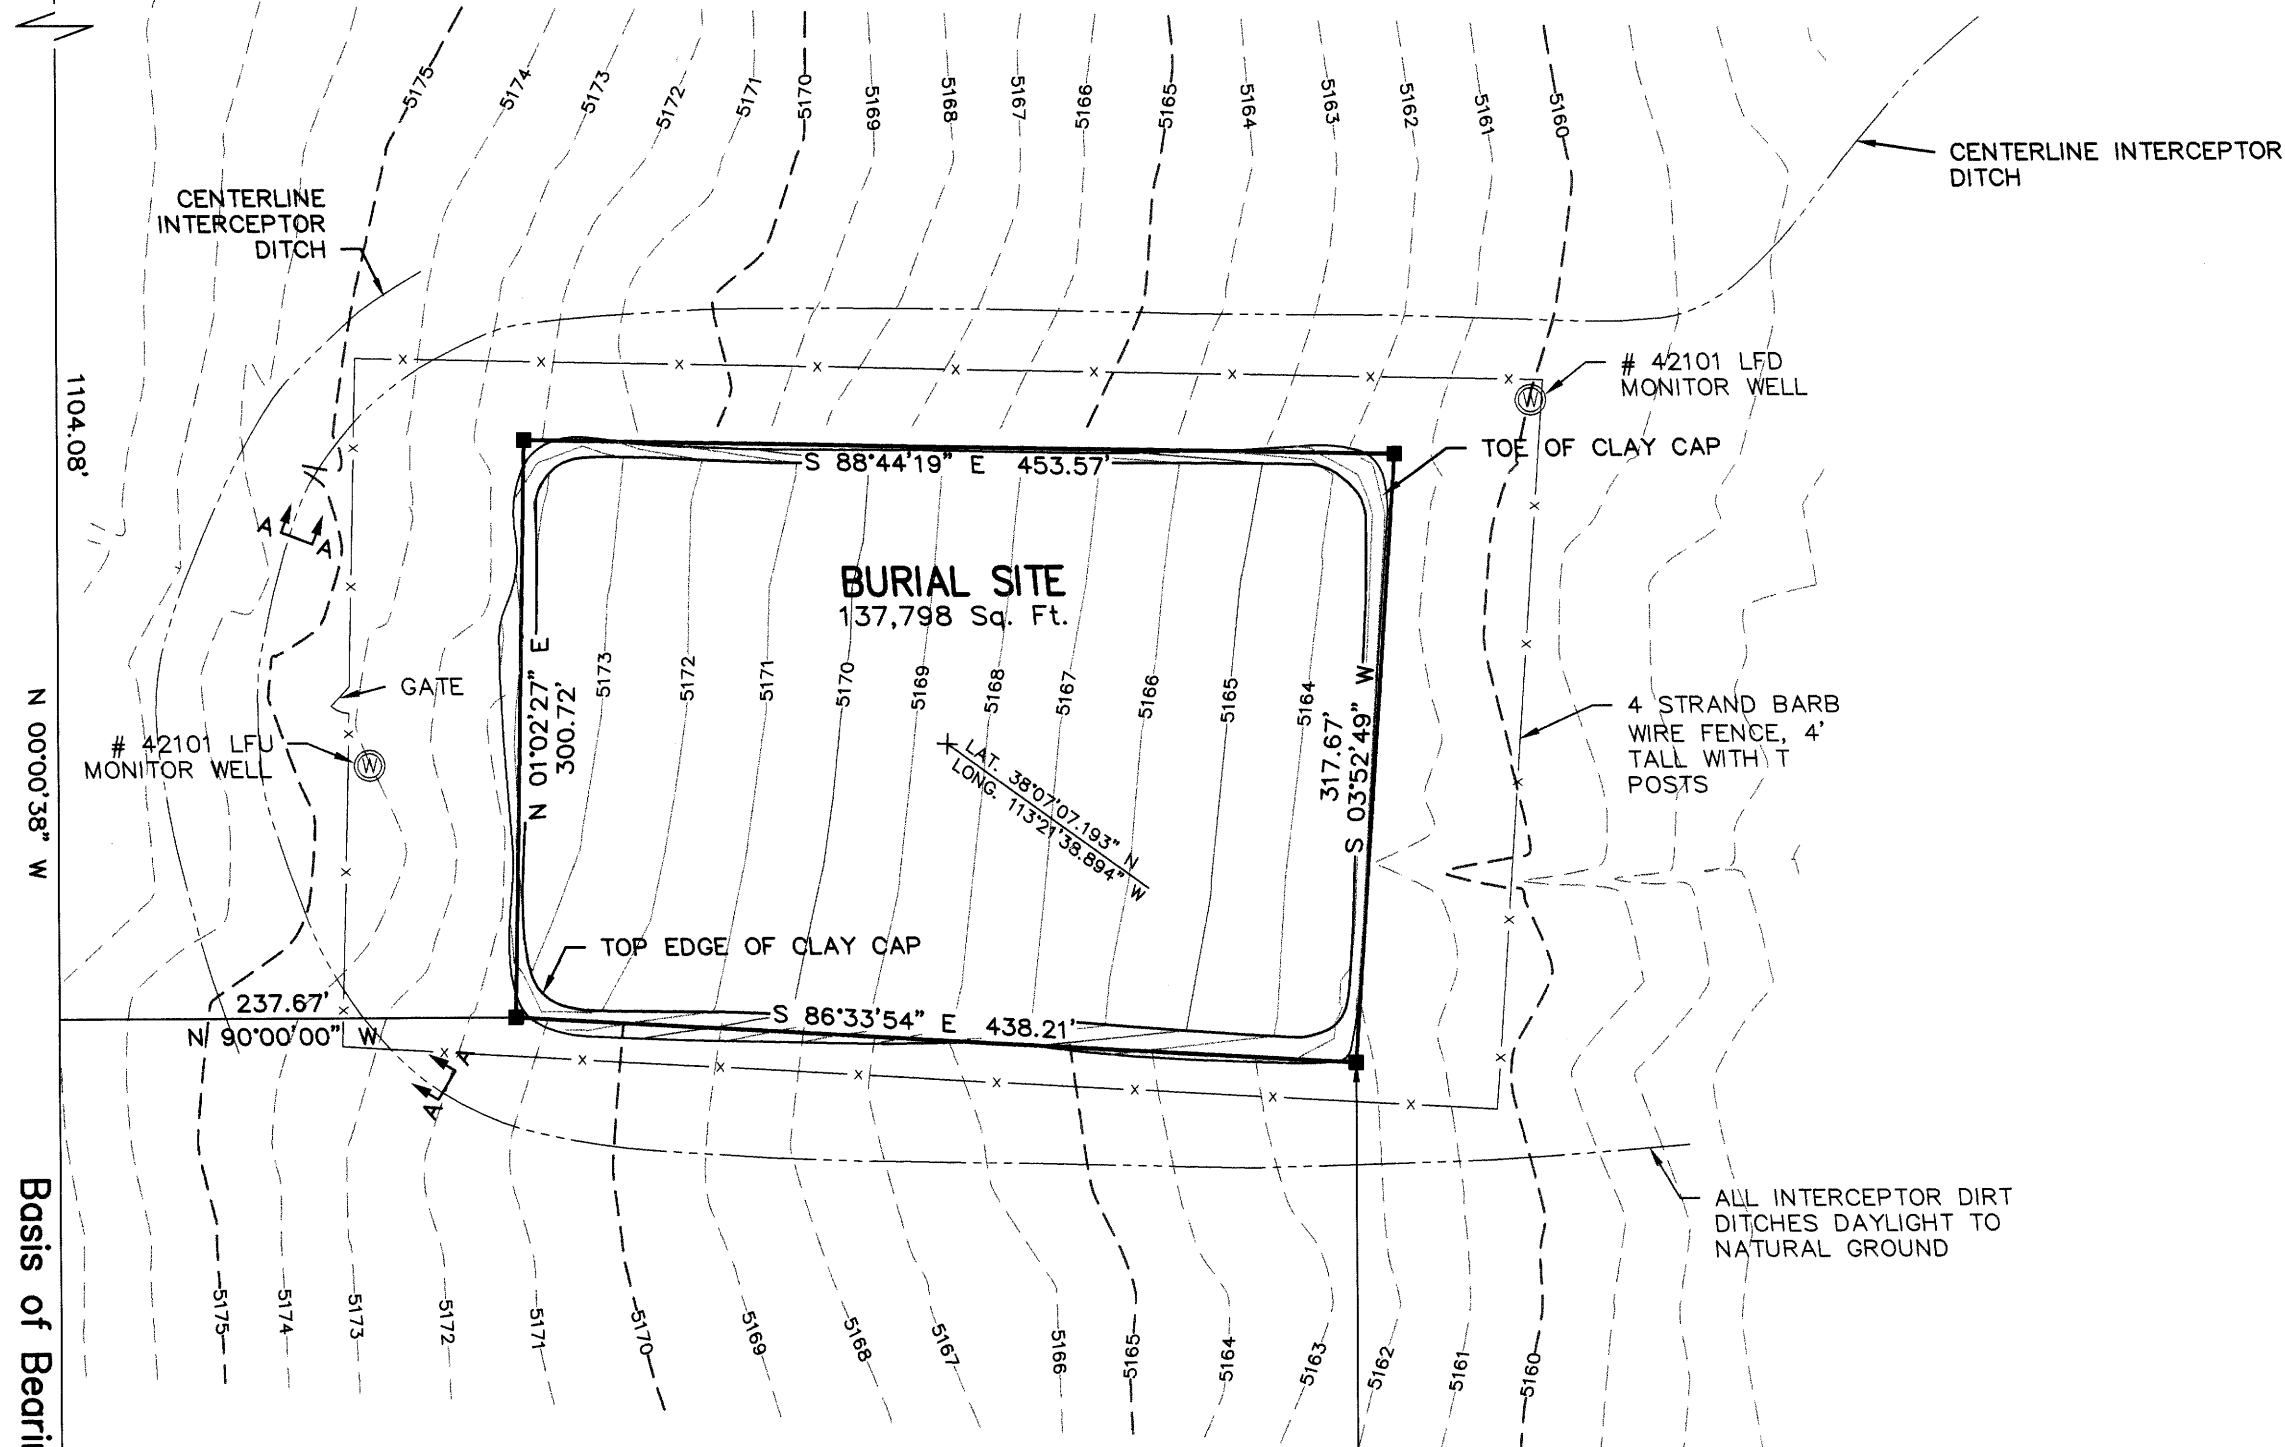 5175
5174
5173
5172
5171
5170
5169
5168
5167
5166
5165
5164
5163
5162
5161
5160
CENTERLINE INTERCEPTOR
DITCH
CENTERLINE
INTERCEPTOR
DITCH
# 42101 LFD
MONITOR WELL
W
1104.08'
TOE OF CLAY CAP
S 88°44'19" E 453.57'
A
A
BURIAL SITE
137,798 Sq. Ft.
N 01°02'27" E
300.72'
5173
5172
5171
5170
5169
5168
5167
5166
5165
5164
317.67'
S 03°52'49" W
GATE
# 42101 LFU
MONITOR WELL
W
4 STRAND BARB
WIRE FENCE, 4'
TALL WITH T
POSTS
LAT. 38°07'07.193" N
LONG. 113°21'38.894" W
N 00°00'38" W
TOP EDGE OF CLAY CAP
237.67'
N 90°00'00" W
S 86°33'54" E 438.21'
A
A
ALL INTERCEPTOR DIRT
DITCHES DAYLIGHT TO
NATURAL GROUND
Basis of Bearin
5175
5174
5173
5172
5171
5170
5169
5168
5167
5166
5165
5164
5163
5162
5161
5160